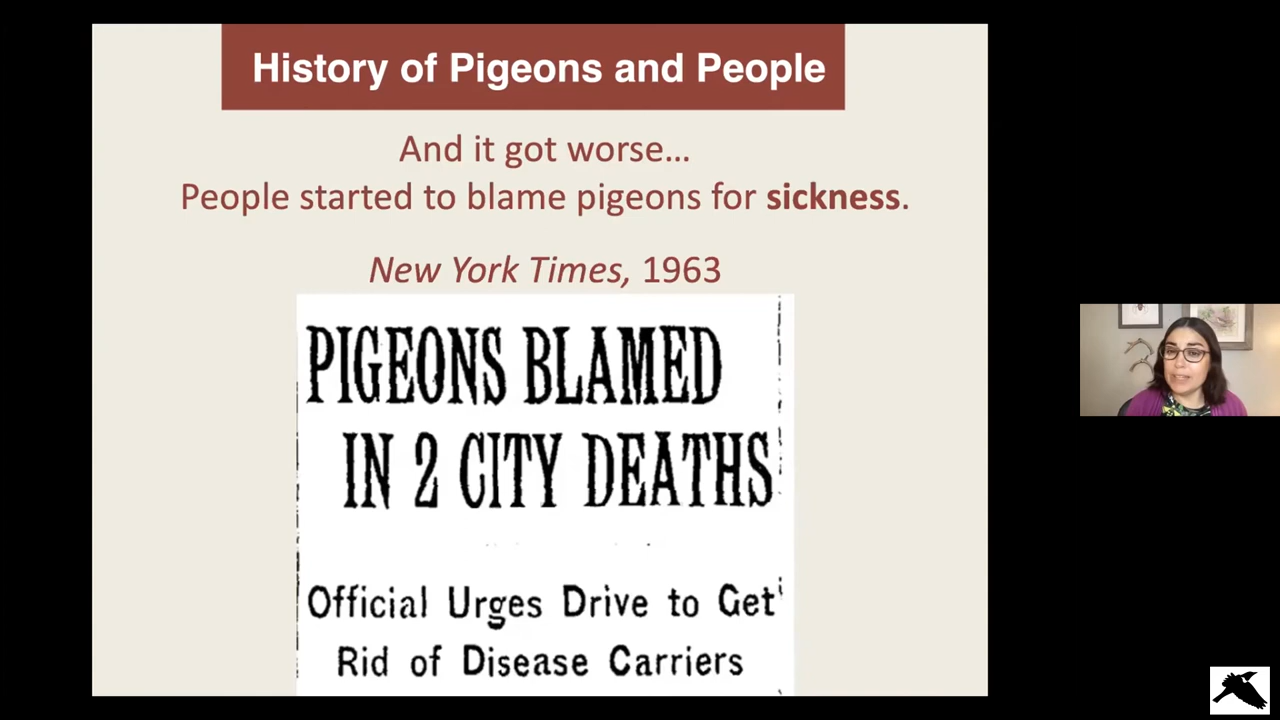 History of Pigeons and People
And it got worse…
People started to blame pigeons for sickness.
New York Times, 1963
PIGEONS BLAMED
IN 2 CITY DEATHS
Official Urges Drive to Get
Rid of Disease Carriers